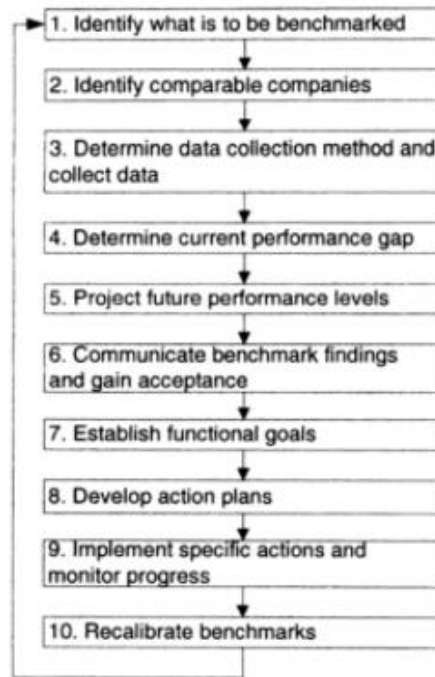 1. Identify what is to be benchmarked
2. Identify comparable companies
3. Determine data collection method and
collect data
4. Determine current performance gap
5. Project future performance levels
6. Communicate benchmark findings
and gain acceptance
7. Establish functional goals
8. Develop action plans
9. Implement specific actions and
monitor progress
10. Recalibrate benchmarks